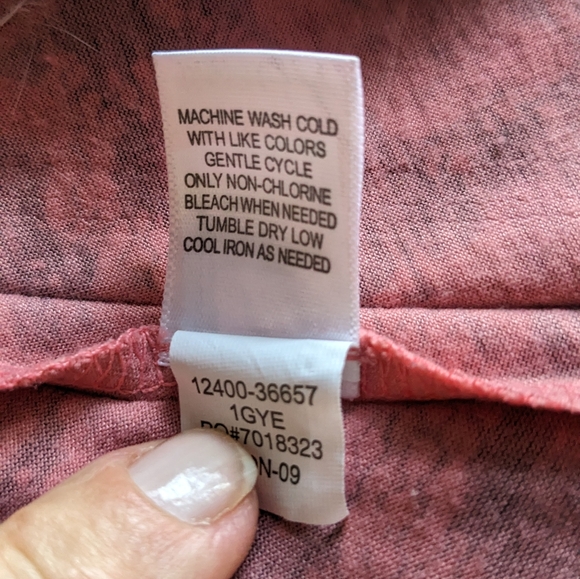 MACHINE WASH COLD
WITH LIKE COLORS
GENTLE CYCLE
ONLY NON-CHLORINE
BLEACH WHEN NEEDED
TUMBLE DRY LOW
COOL IRON AS NEEDED
12400-36657
1GYE
PO#7018323
ON-09